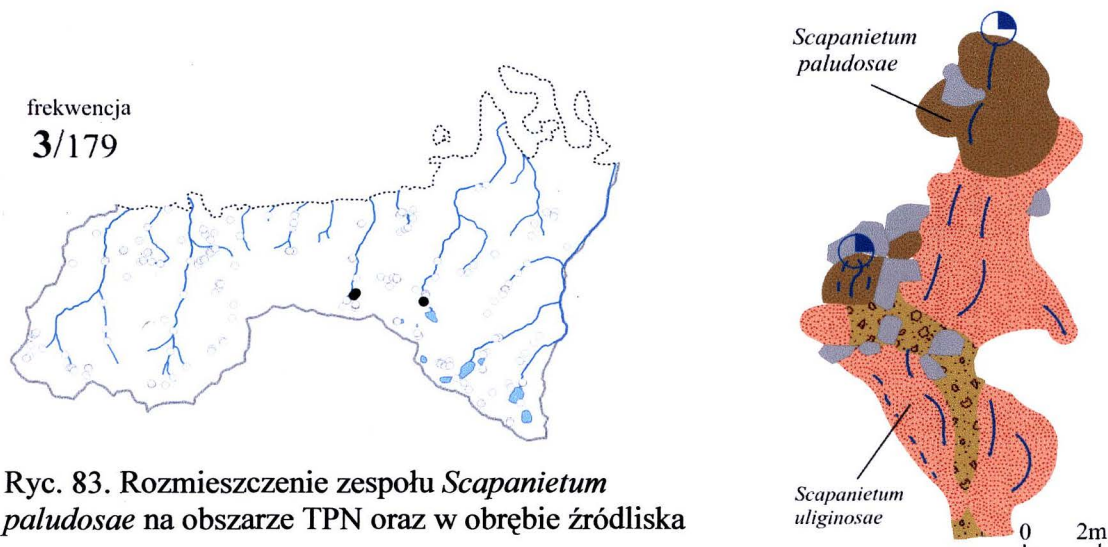 frekwencja
3/179
Scapanietum
paludosae
Scapanietum
uliginosae
0 2m
Ryc. 83. Rozmieszczenie zespołu Scapanietum
paludosae na obszarze TPN oraz w obrębie źródliska